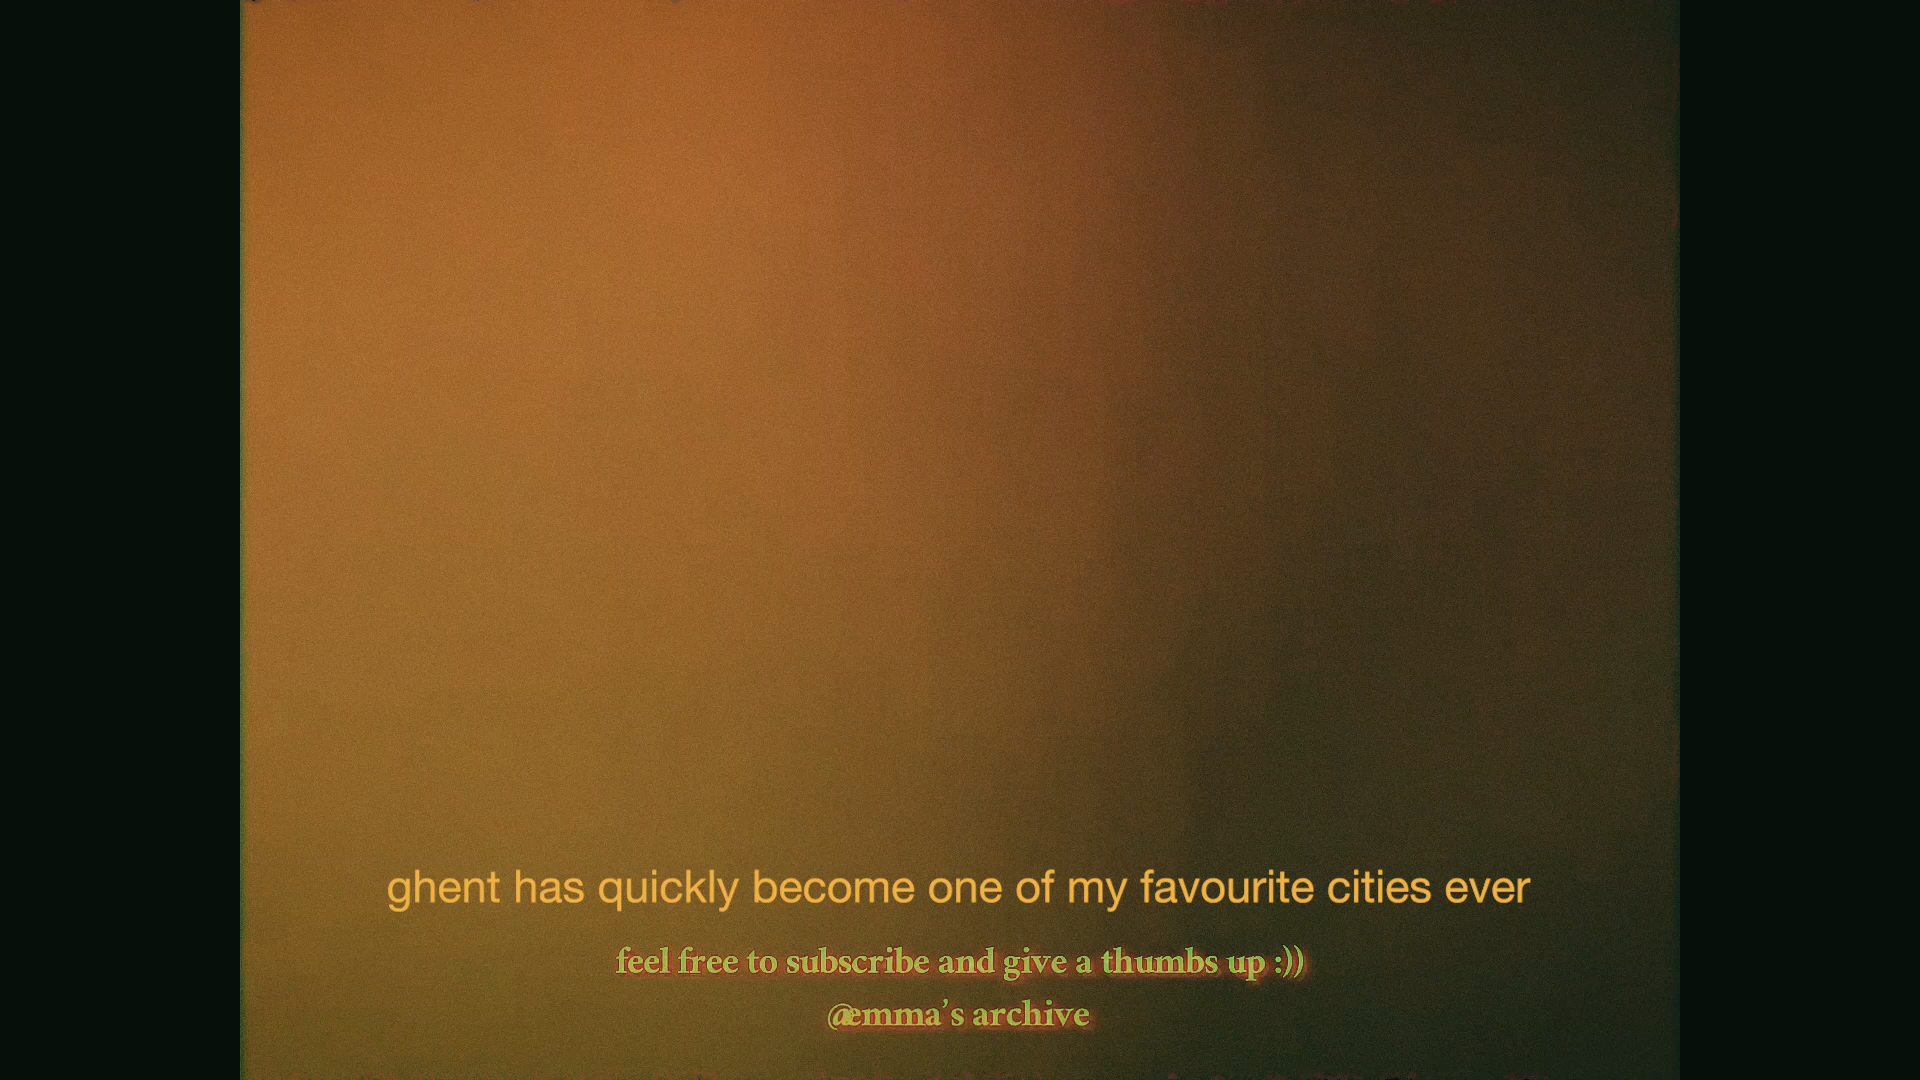 ghent has quickly become one of my favourite cities ever
feel free to subscribe and give a thumbs up :))
@emma's archive